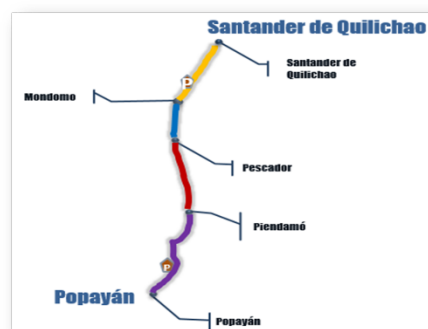 Santander de Quilichao
Santander de
Quilichao
P
Mondomo
Pescador
Piendamó
P
Popayán
Popayán